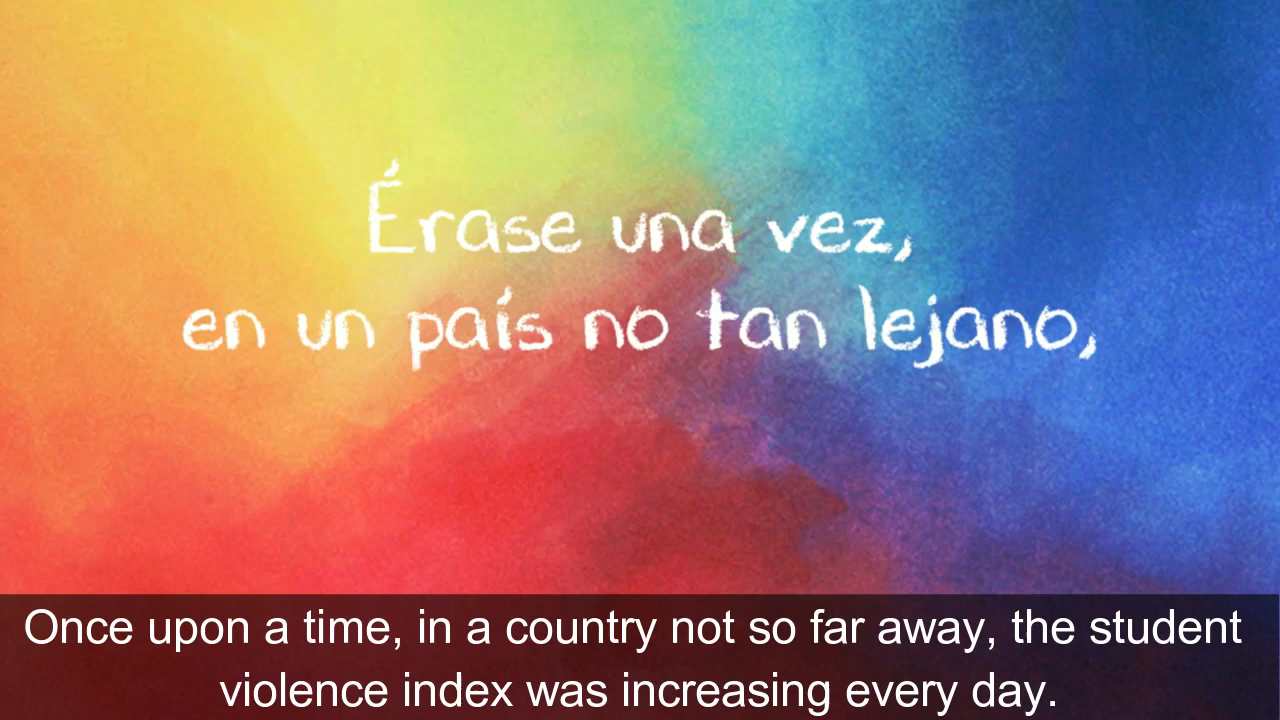 Érase una vez,
en un país no tan lejano,
Once upon a time, in a country not so far away, the student
violence index was increasing every day.